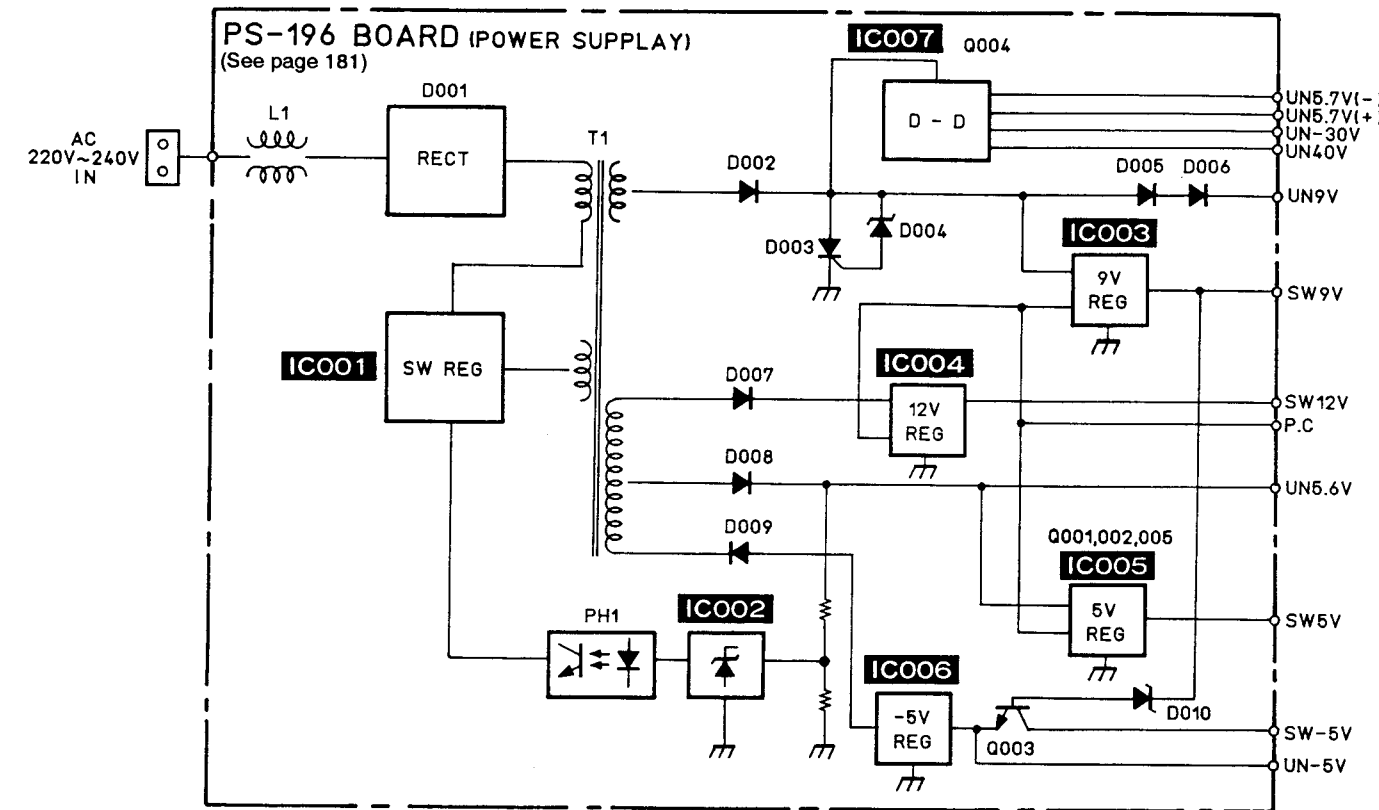 PS-196 BOARD (POWER SUPPLAY)
(See page 181)
IC007
Q004
D001
L1
AC
220V~240V
IN
RECT
T1
D - D
UN5.7V(-
UN5.7V(+
UN-30V
UN40V
D002
D005
D006
UN9V
D003
D004
IC003
9V
REG
SW9V
IC001
SW REG
D007
IC004
12V
REG
SW12V
P.C
D008
UN5.6V
D009
Q001,002,005
IC005
5V
REG
SW5V
PH1
IC002
IC006
-5V
REG
D010
Q003
SW-5V
UN-5V